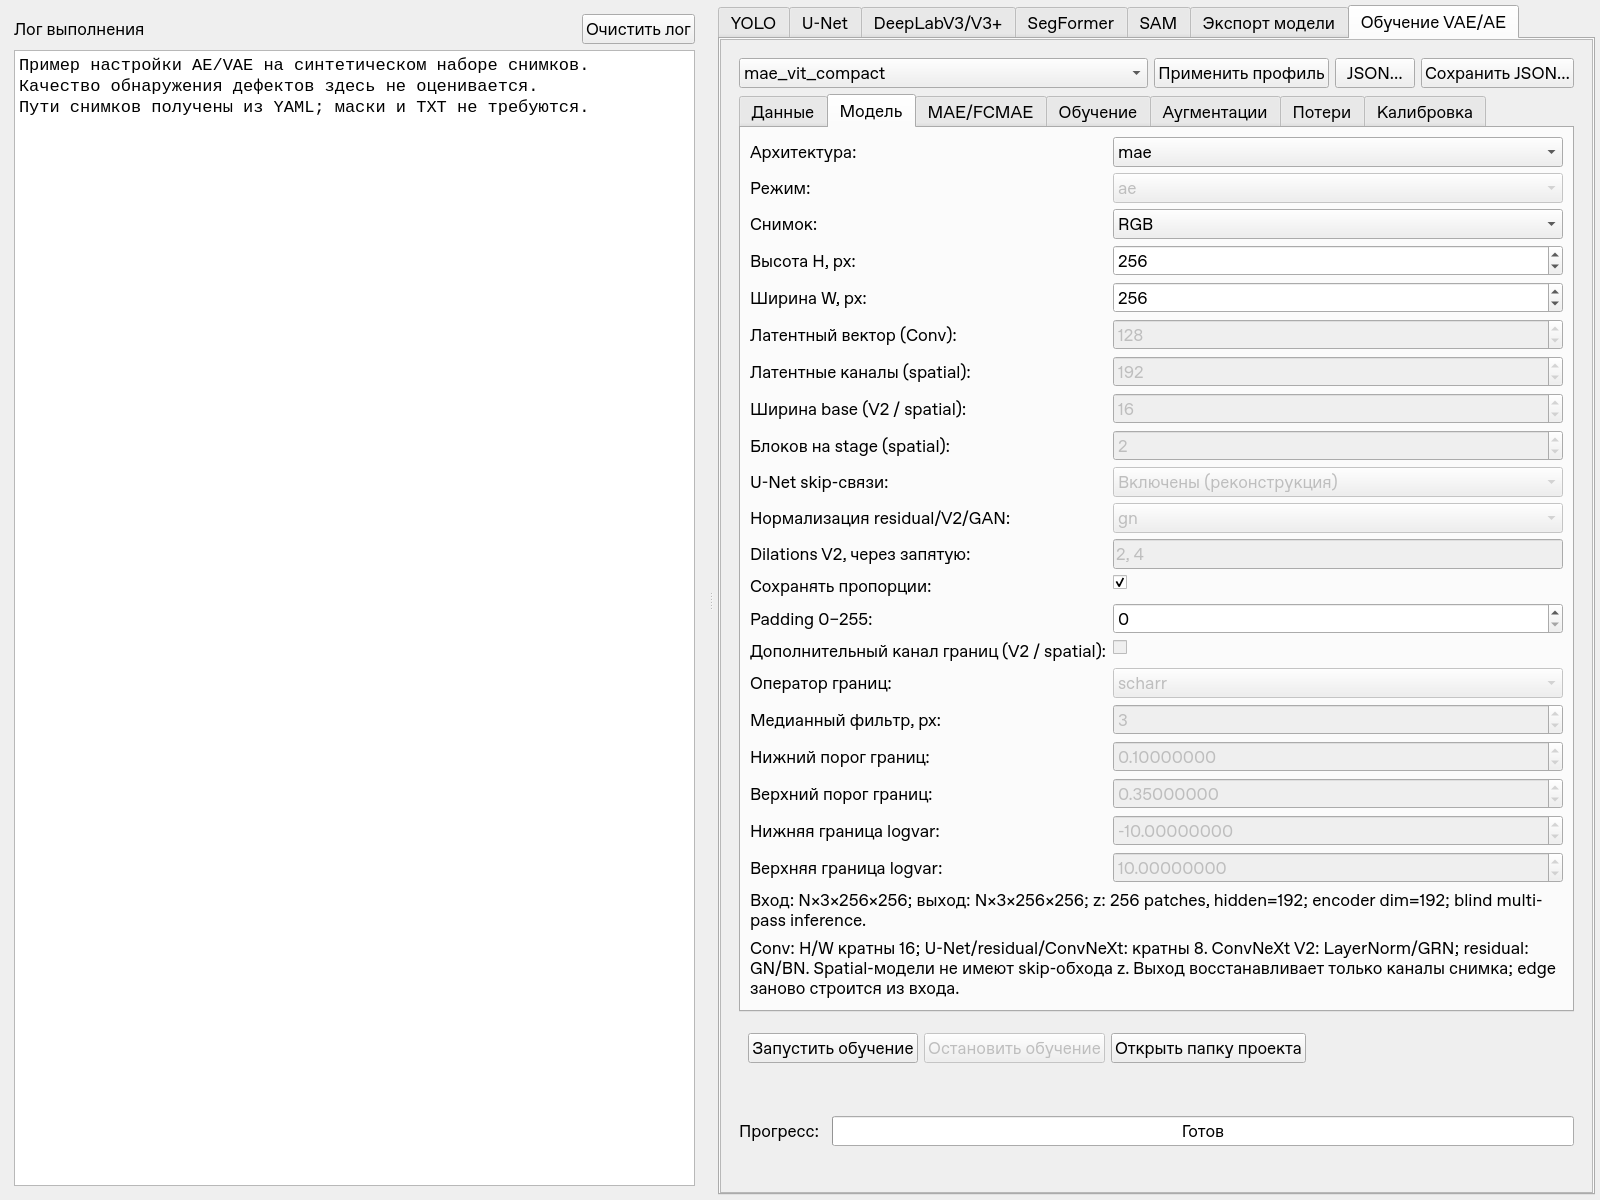 Лог выполнения
Очистить лог
Пример настройки AE/VAE на синтетическом наборе снимков.
Качество обнаружения дефектов здесь не оценивается.
Пути снимков получены из YAML; маски и TXT не требуются.
YOLO
U-Net
DeepLabV3/V3+
SegFormer
SAM
Экспорт модели
Обучение VAE/AE
mae_vit_compact
Применить профиль
JSON...
Сохранить JSON...
Данные
Модель
MAE/FCMAE
Обучение
Аугментации
Потери
Калибровка
Архитектура: mae
Режим: ae
Снимок: RGB
Высота H, px: 256
Ширина W, px: 256
Латентный вектор (Conv): 128
Латентные каналы (spatial): 192
Ширина base (V2 / spatial): 16
Блоков на stage (spatial): 2
U-Net skip-связи: Включены (реконструкция)
Нормализация residual/V2/GAN: gn
Dilations V2, через запятую: 2, 4
Сохранять пропорции:
Padding 0–255: 0
Дополнительный канал границ (V2 / spatial):
Оператор границ: scharr
Медианный фильтр, px: 3
Нижний порог границ: 0.10000000
Верхний порог границ: 0.35000000
Нижняя граница logvar: -10.00000000
Верхняя граница logvar: 10.00000000
Вход: N×3×256×256; выход: N×3×256×256; z: 256 patches, hidden=192; encoder dim=192; blind multi-
pass inference.
Conv: H/W кратны 16; U-Net/residual/ConvNeXt: кратны 8. ConvNeXt V2: LayerNorm/GRN; residual:
GN/BN. Spatial-модели не имеют skip-обхода z. Выход восстанавливает только каналы снимка; edge
заново строится из входа.
Запустить обучение
Остановить обучение
Открыть папку проекта
Прогресс: Готов